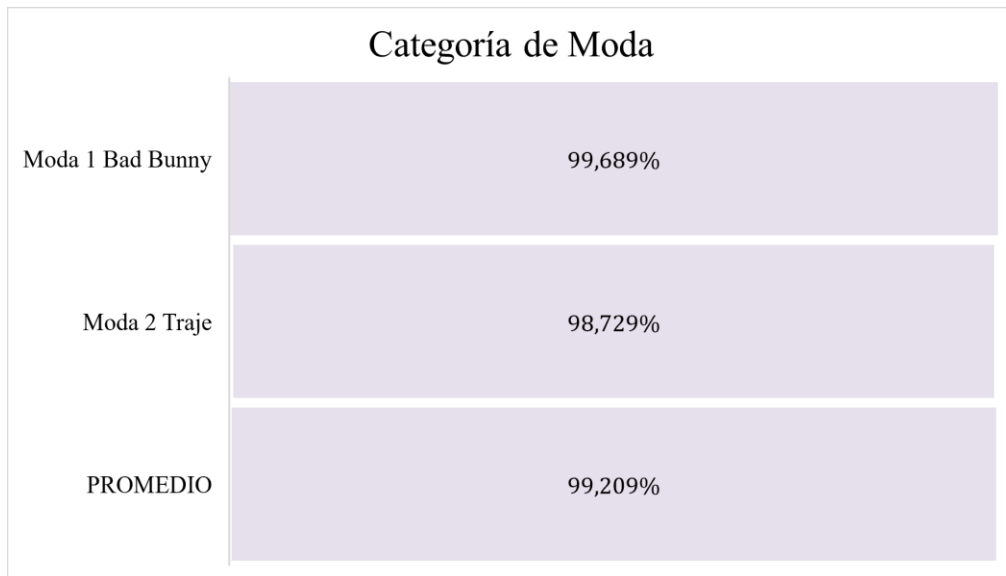 Categoría de Moda
Moda 1 Bad Bunny
99,689%
Moda 2 Traje
98,729%
PROMEDIO
99,209%